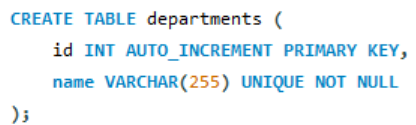 CREATE TABLE departments (
    id INT AUTO_INCREMENT PRIMARY KEY,
    name VARCHAR(255) UNIQUE NOT NULL
);